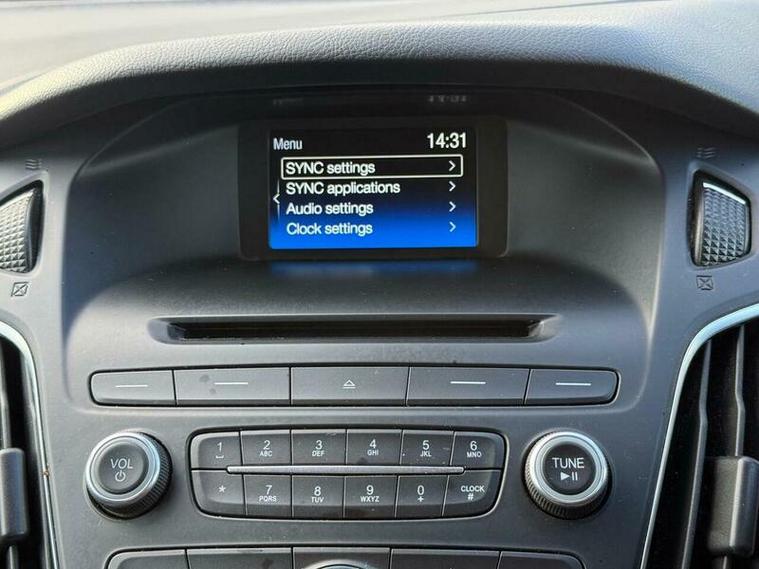 Menu 14:31
SYNC settings
SYNC applications
Audio settings
Clock settings
VOL
1 2 ABC 3 DEF 4 GHI 5 JKL 6 MNO
* 7 PQRS 8 TUV 9 WXYZ 0 + CLOCK #
TUNE